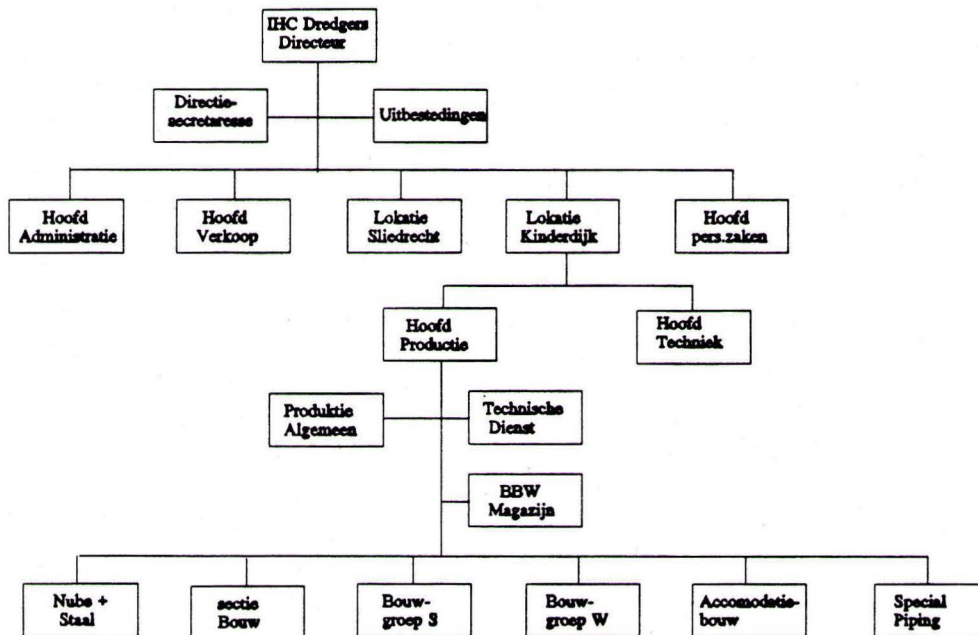 IHC Dredgers
Directeur
Directie-
secretaresse
Uitbestedingen
Hoofd
Administratie
Hoofd
Verkoop
Lokatie
Sliedrecht
Lokatie
Kinderdijk
Hoofd
pers.zaken
Hoofd
Productie
Hoofd
Techniek
Produktie
Algemeen
Technische
Dienst
BBW
Magazijn
Nubs +
Staal
sectie
Bouw
Bouw-
groep S
Bouw-
groep W
Accomodatie-
bouw
Special
Piping